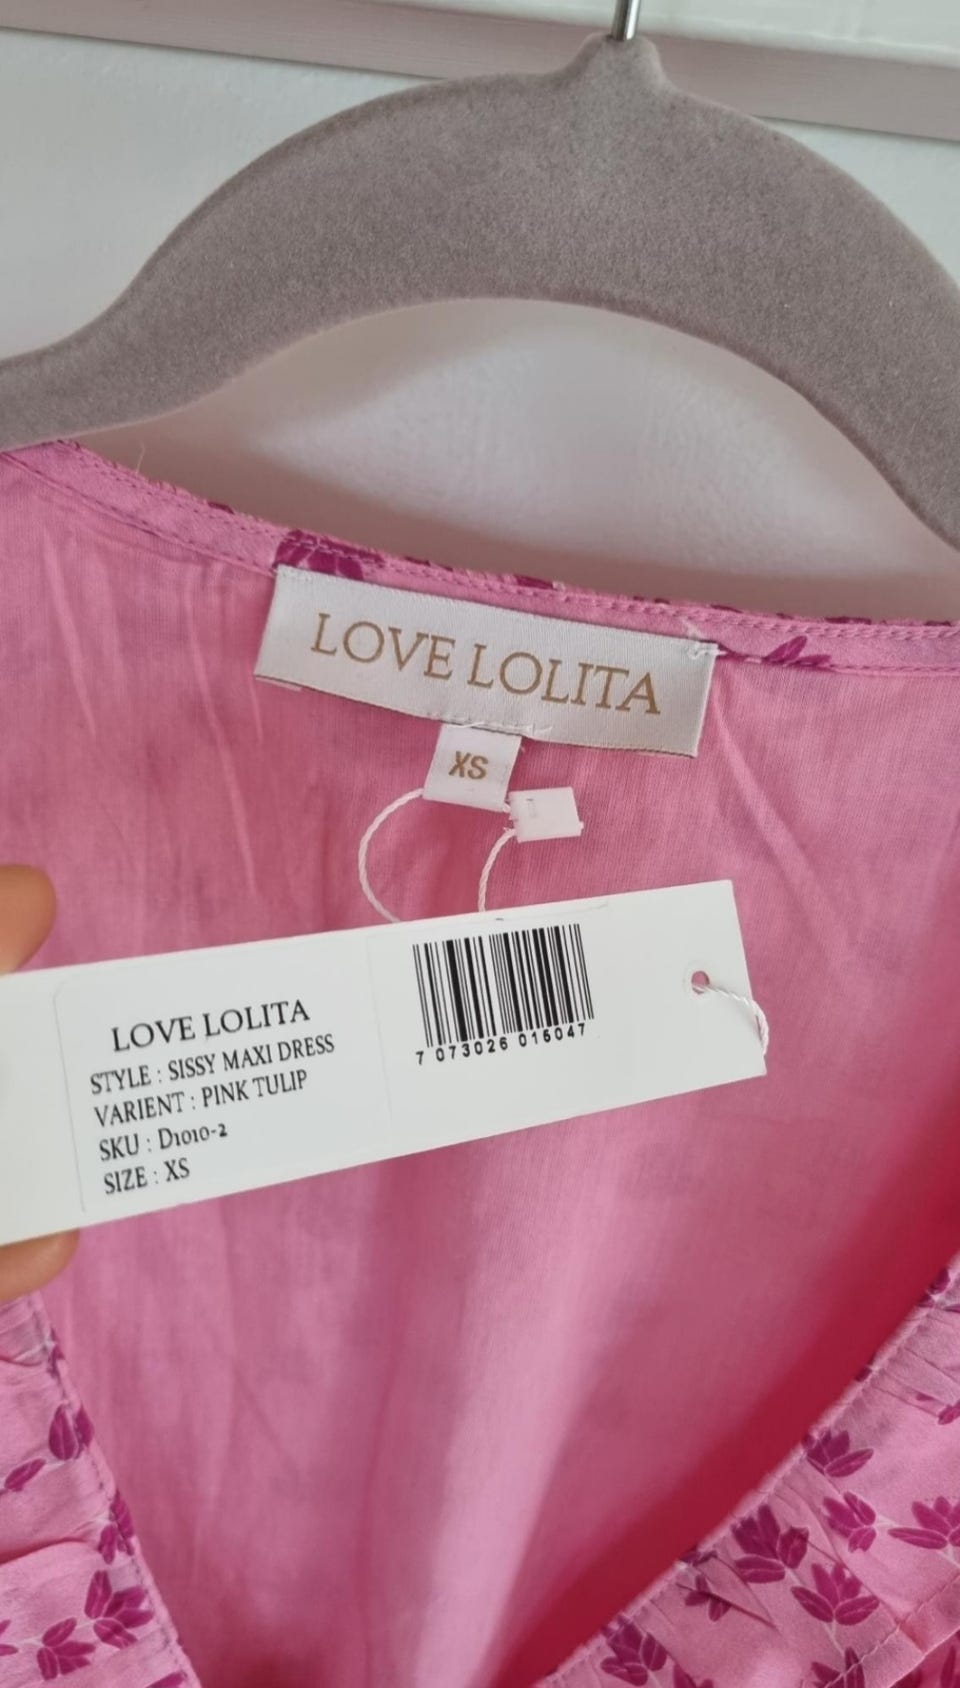 LOVE LOLITA
XS
LOVE LOLITA
STYLE : SISSY MAXI DRESS
VARIENT : PINK TULIP
SKU : D1010-2
SIZE : XS
7 073026 015047